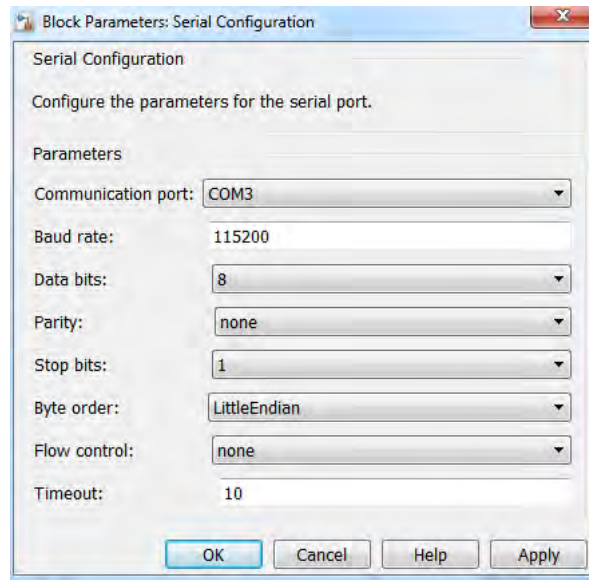 Block Parameters: Serial Configuration
Serial Configuration
Configure the parameters for the serial port.
Parameters
Communication port: COM3
Baud rate: 115200
Data bits: 8
Parity: none
Stop bits: 1
Byte order: LittleEndian
Flow control: none
Timeout: 10
OK Cancel Help Apply